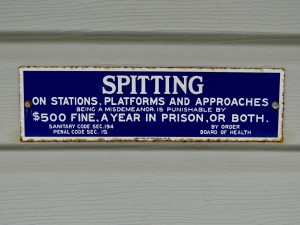 SPITTING
ON STATIONS, PLATFORMS AND APPROACHES
BEING A MISDEMEANOR, IS PUNISHABLE BY
$500 FINE, A YEAR IN PRISON, OR BOTH.
SANITARY CODE SEC. 194
PENAL CODE SEC. 15
BY ORDER
BOARD OF HEALTH